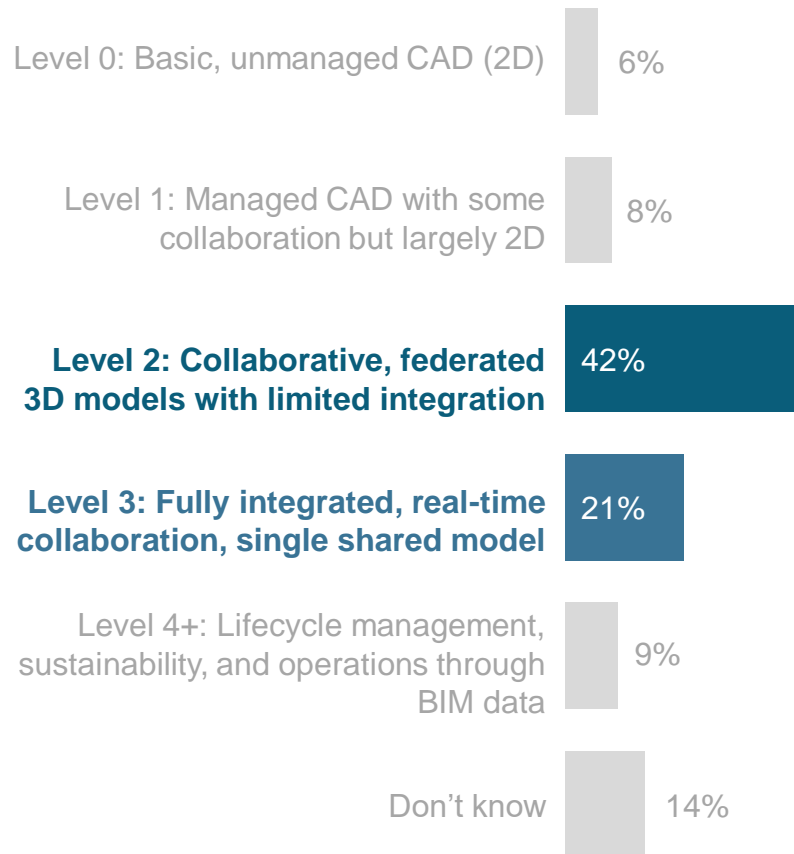 Level 0: Basic, unmanaged CAD (2D)
6%
Level 1: Managed CAD with some
collaboration but largely 2D
8%
Level 2: Collaborative, federated
3D models with limited integration
42%
Level 3: Fully integrated, real-time
collaboration, single shared model
21%
Level 4+: Lifecycle management,
sustainability, and operations through
BIM data
9%
Don’t know
14%